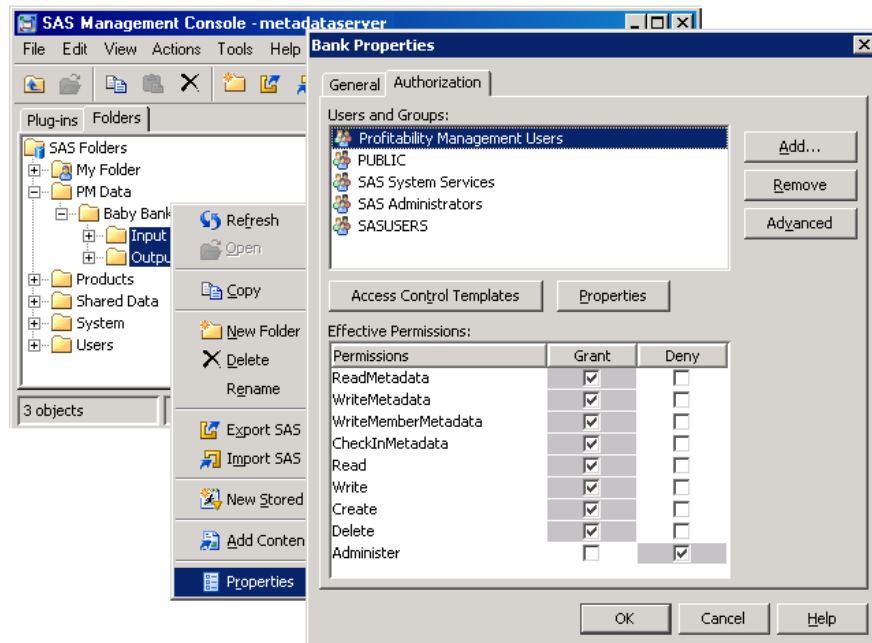 SAS Management Console - metadataserver
File Edit View Actions Tools Help
Plug-ins Folders
SAS Folders
My Folder
PM Data
Baby Bank
Input
Outpu
Products
Shared Data
System
Users
3 objects
Refresh
Open
Copy
New Folder
Delete
Rename
Export SAS
Import SAS
New Stored
Add Conten
Properties
Bank Properties
General Authorization
Users and Groups:
Profitability Management Users
PUBLIC
SAS System Services
SAS Administrators
SASUSERS
Add...
Remove
Advanced
Access Control Templates Properties
Effective Permissions:
Permissions Grant Deny
ReadMetadata
WriteMetadata
WriteMemberMetadata
CheckInMetadata
Read
Write
Create
Delete
Administer
OK Cancel Help